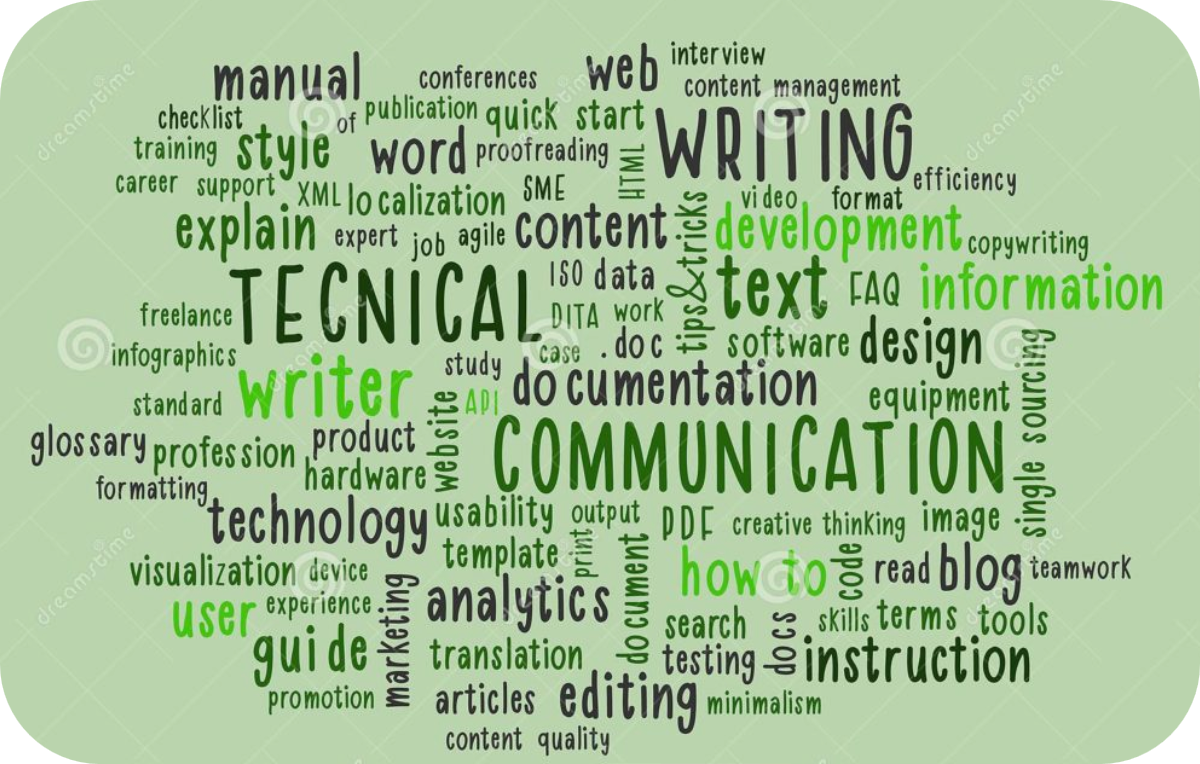 manual conferences web interview
content management
checklist of publication quick start WRITING
training style word proofreading HTML
career support XML localization SME video format efficiency
explain expert job agile content tips&tricks development copywriting
TECNICAL ISO data text FAQ information
freelance DITA work
infographics case .doc software design single sourcing
writer study documentation
standard API website equipment
glossary profession product COMMUNICATION
hardware
formatting
technology usability output PDF creative thinking image
template print
visualization device how to code read blog teamwork
user experience marketing analytics document search docs skills terms tools
guide translation testing instruction
promotion articles editing minimalism
content quality
dreamstime
dreamstime
dreamstime
dreamstime